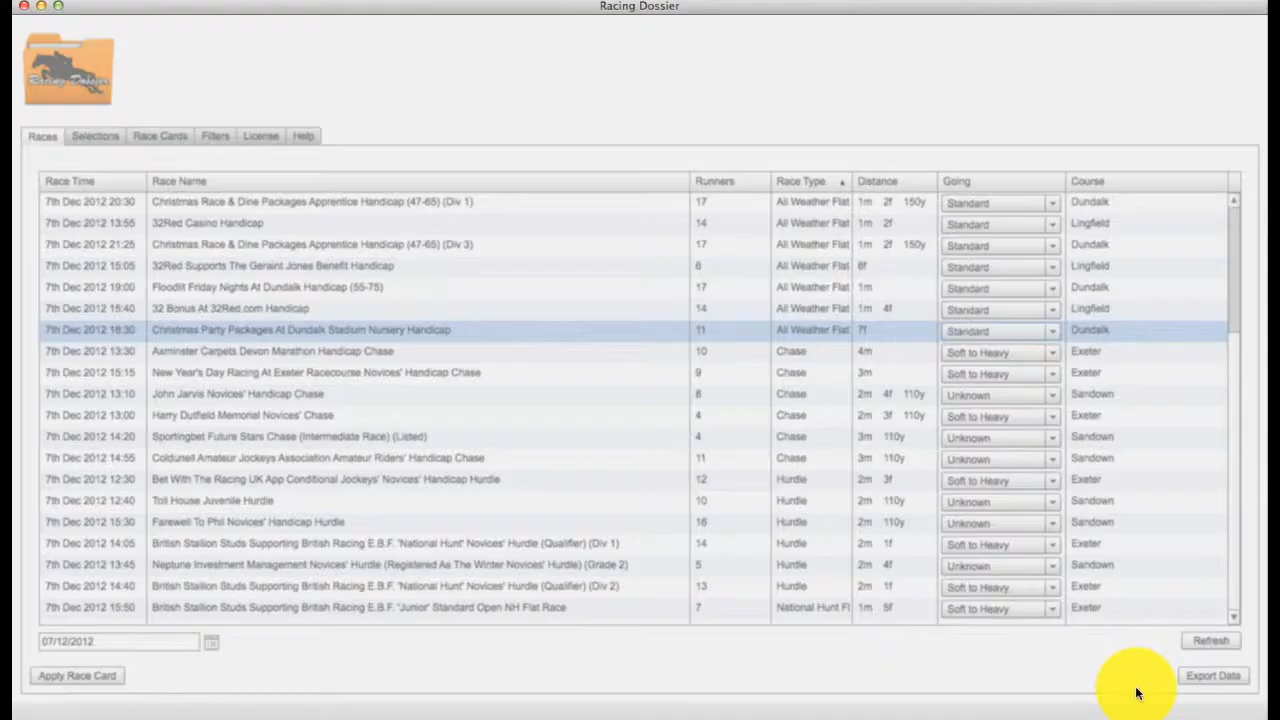 Racing Dossier
Racing Dossier
Races Selections Race Cards Filters License Help
Race Time Race Name Runners Race Type Distance Going Course
7th Dec 2012 20:30 Christmas Race & Dine Packages Apprentice Handicap (47-65) (Div 1) 17 All Weather Flat 1m 2f 150y Standard Dundalk
7th Dec 2012 13:55 32Red Casino Handicap 14 All Weather Flat 1m 2f Standard Lingfield
7th Dec 2012 21:25 Christmas Race & Dine Packages Apprentice Handicap (47-65) (Div 3) 17 All Weather Flat 1m 2f 150y Standard Dundalk
7th Dec 2012 15:05 32Red Supports The Geraint Jones Benefit Handicap 6 All Weather Flat 6f Standard Lingfield
7th Dec 2012 19:00 Floodlit Friday Nights At Dundalk Handicap (55-75) 17 All Weather Flat 1m Standard Dundalk
7th Dec 2012 15:40 32 Bonus At 32Red.com Handicap 14 All Weather Flat 1m 4f Standard Lingfield
7th Dec 2012 18:30 Christmas Party Packages At Dundalk Stadium Nursery Handicap 11 All Weather Flat 7f Standard Dundalk
7th Dec 2012 13:30 Axminster Carpets Devon Marathon Handicap Chase 10 Chase 4m Soft to Heavy Exeter
7th Dec 2012 15:15 New Year's Day Racing At Exeter Racecourse Novices' Handicap Chase 9 Chase 3m Soft to Heavy Exeter
7th Dec 2012 13:10 John Jarvis Novices' Handicap Chase 6 Chase 2m 4f 110y Unknown Sandown
7th Dec 2012 13:00 Harry Dutfield Memorial Novices' Chase 4 Chase 2m 3f 110y Soft to Heavy Exeter
7th Dec 2012 14:20 Sportingbet Future Stars Chase (Intermediate Race) (Listed) 4 Chase 3m 110y Unknown Sandown
7th Dec 2012 14:55 Coldunell Amateur Jockeys Association Amateur Riders' Handicap Chase 11 Chase 3m 110y Unknown Sandown
7th Dec 2012 12:30 Bet With The Racing UK App Conditional Jockeys' Novices' Handicap Hurdle 12 Hurdle 2m 3f Soft to Heavy Exeter
7th Dec 2012 12:40 Toll House Juvenile Hurdle 10 Hurdle 2m 110y Unknown Sandown
7th Dec 2012 15:30 Farewell To Phil Novices' Handicap Hurdle 16 Hurdle 2m 110y Unknown Sandown
7th Dec 2012 14:05 British Stallion Studs Supporting British Racing E.B.F. 'National Hunt' Novices' Hurdle (Qualifier) (Div 1) 14 Hurdle 2m 1f Soft to Heavy Exeter
7th Dec 2012 13:45 Neptune Investment Management Novices' Hurdle (Registered As The Winter Novices' Hurdle) (Grade 2) 5 Hurdle 2m 4f Unknown Sandown
7th Dec 2012 14:40 British Stallion Studs Supporting British Racing E.B.F. 'National Hunt' Novices' Hurdle (Qualifier) (Div 2) 13 Hurdle 2m 1f Soft to Heavy Exeter
7th Dec 2012 15:50 British Stallion Studs Supporting British Racing E.B.F. 'Junior' Standard Open NH Flat Race 7 National Hunt Fl 1m 5f Soft to Heavy Exeter
07/12/2012 Refresh
Apply Race Card Export Data